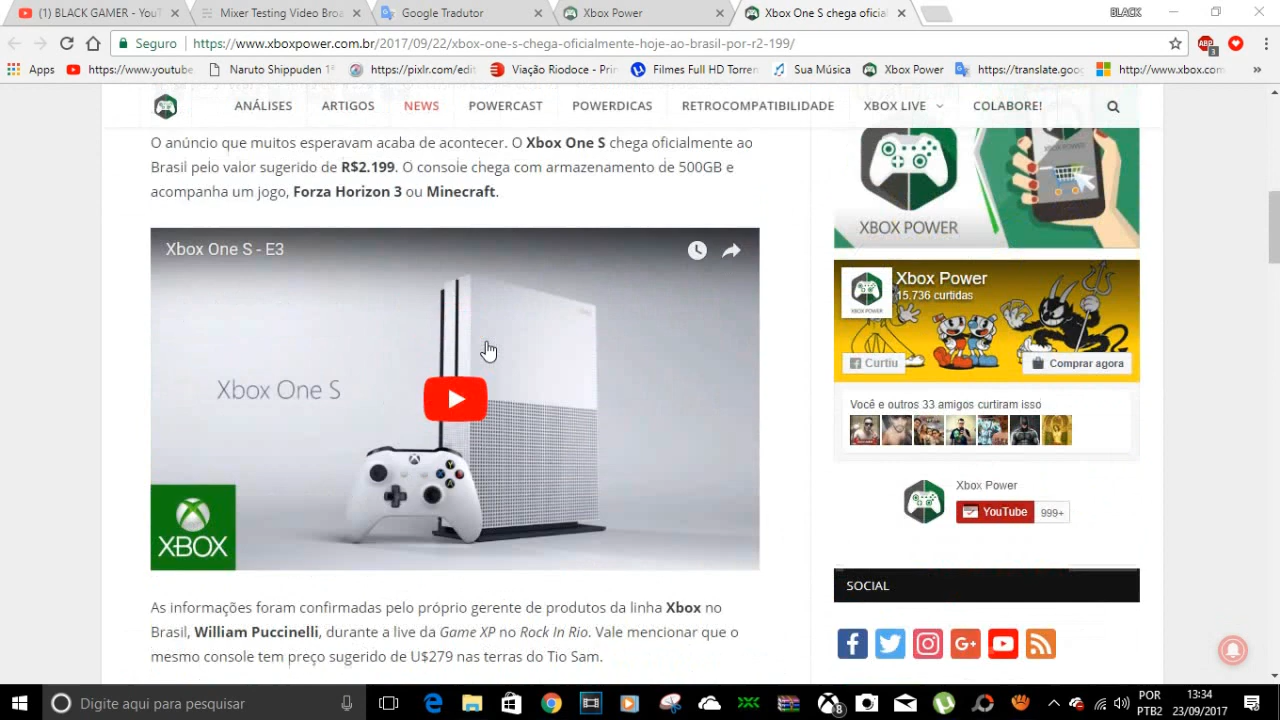 (1) BLACK GAMER - YouT
Mixer Testing Video Broa
Google Tradutor
Xbox Power
Xbox One S chega oficial
BLACK
Seguro
https://www.xboxpower.com.br/2017/09/22/xbox-one-s-chega-oficialmente-hoje-ao-brasil-por-r2-199/
ABP
3
Apps
https://www.youtube
Naruto Shippuden 1ª
https://pixlr.com/edit
Viação Riodoce - Prin
Filmes Full HD Torren
Sua Música
Xbox Power
https://translate.goog
http://www.xbox.com
»
ANÁLISES
ARTIGOS
NEWS
POWERCAST
POWERDICAS
RETROCOMPATIBILIDADE
XBOX LIVE
COLABORE!
O anúncio que muitos esperavam acaba de acontecer. O Xbox One S chega oficialmente ao
Brasil pelo valor sugerido de R$2.199. O console chega com armazenamento de 500GB e
acompanha um jogo, Forza Horizon 3 ou Minecraft.
Xbox One S - E3
Xbox One S
XBOX
As informações foram confirmadas pelo próprio gerente de produtos da linha Xbox no
Brasil, William Puccinelli, durante a live da Game XP no Rock In Rio. Vale mencionar que o
mesmo console tem preço sugerido de U$279 nas terras do Tio Sam.
XBOX POWER
XBOX POWER
Xbox Power
15.736 curtidas
Curtiu
Comprar agora
Você e outros 33 amigos curtiram isso
Xbox Power
YouTube
999+
SOCIAL
Digite aqui para pesquisar
8
POR
PTB2
13:34
23/09/2017